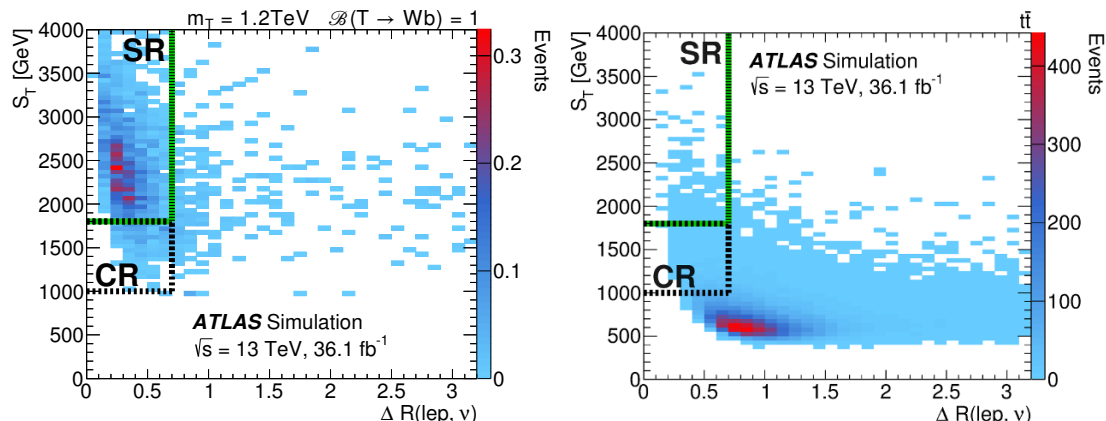 m_T = 1.2TeV ℬ(T → Wb) = 1
S_T [GeV]
4000
3500
3000
2500
2000
1500
1000
500
0
SR
CR
ATLAS Simulation
√s = 13 TeV, 36.1 fb⁻¹
0 0.5 1 1.5 2 2.5 3
Δ R(lep, ν)
Events
0.3
0.2
0.1
0
tt̄
S_T [GeV]
4000
3500
3000
2500
2000
1500
1000
500
0
SR
CR
ATLAS Simulation
√s = 13 TeV, 36.1 fb⁻¹
0 0.5 1 1.5 2 2.5 3
Δ R(lep, ν)
Events
400
300
200
100
0